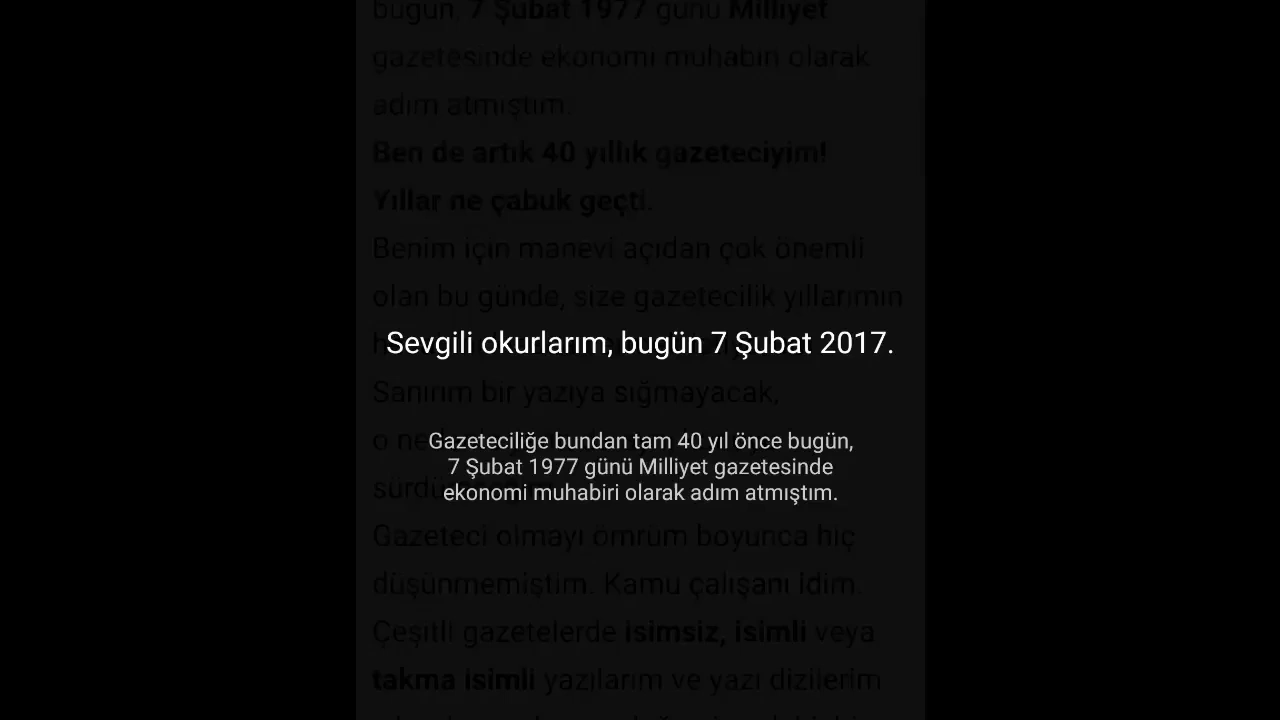 bugün. 7 Şubat 1977 günü Milliyet
gazetesinde ekonomi muhabiri olarak
adım atmıştım.
Ben de artık 40 yıllık gazeteciyim!
Yıllar ne çabuk geçti.
Benim için manevi açıdan çok önemli
olan bu günde, size gazetecilik yıllarımın
Sevgili okurlarım, bugün 7 Şubat 2017.
Sanırım bir yazıya sığmayacak,
Gazeteciliğe bundan tam 40 yıl önce bugün,
7 Şubat 1977 günü Milliyet gazetesinde
ekonomi muhabiri olarak adım atmıştım.
Gazeteci olmayı ömrüm boyunca hiç
düşünmemiştim. Kamu çalışanı idim.
Çeşitli gazetelerde isimsiz, isimli veya
takma isimli yazılarım ve yazı dizilerim